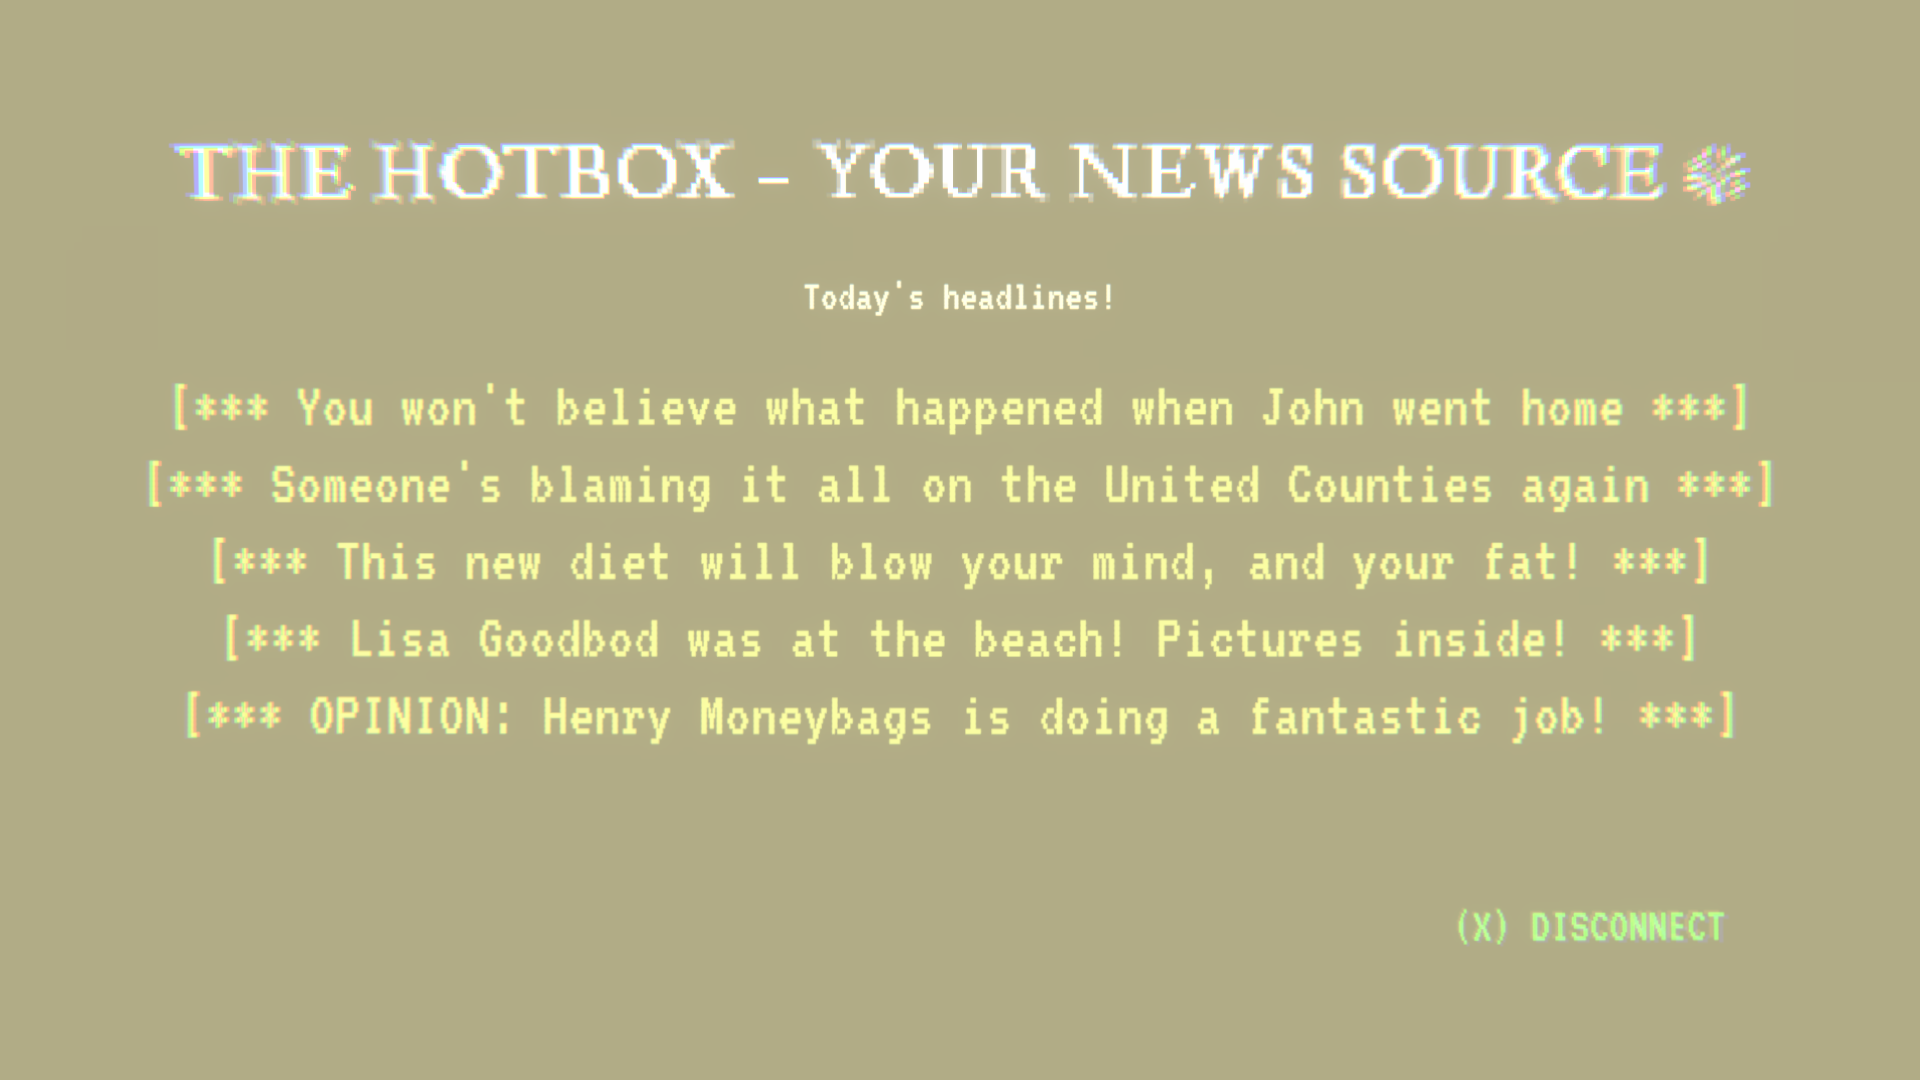 THE HOTBOX - YOUR NEWS SOURCE
Today's headlines!
[*** You won't believe what happened when John went home ***]
[*** Someone's blaming it all on the United Counties again ***]
[*** This new diet will blow your mind, and your fat! ***]
[*** Lisa Goodbod was at the beach! Pictures inside! ***]
[*** OPINION: Henry Moneybags is doing a fantastic job! ***]
(X) DISCONNECT